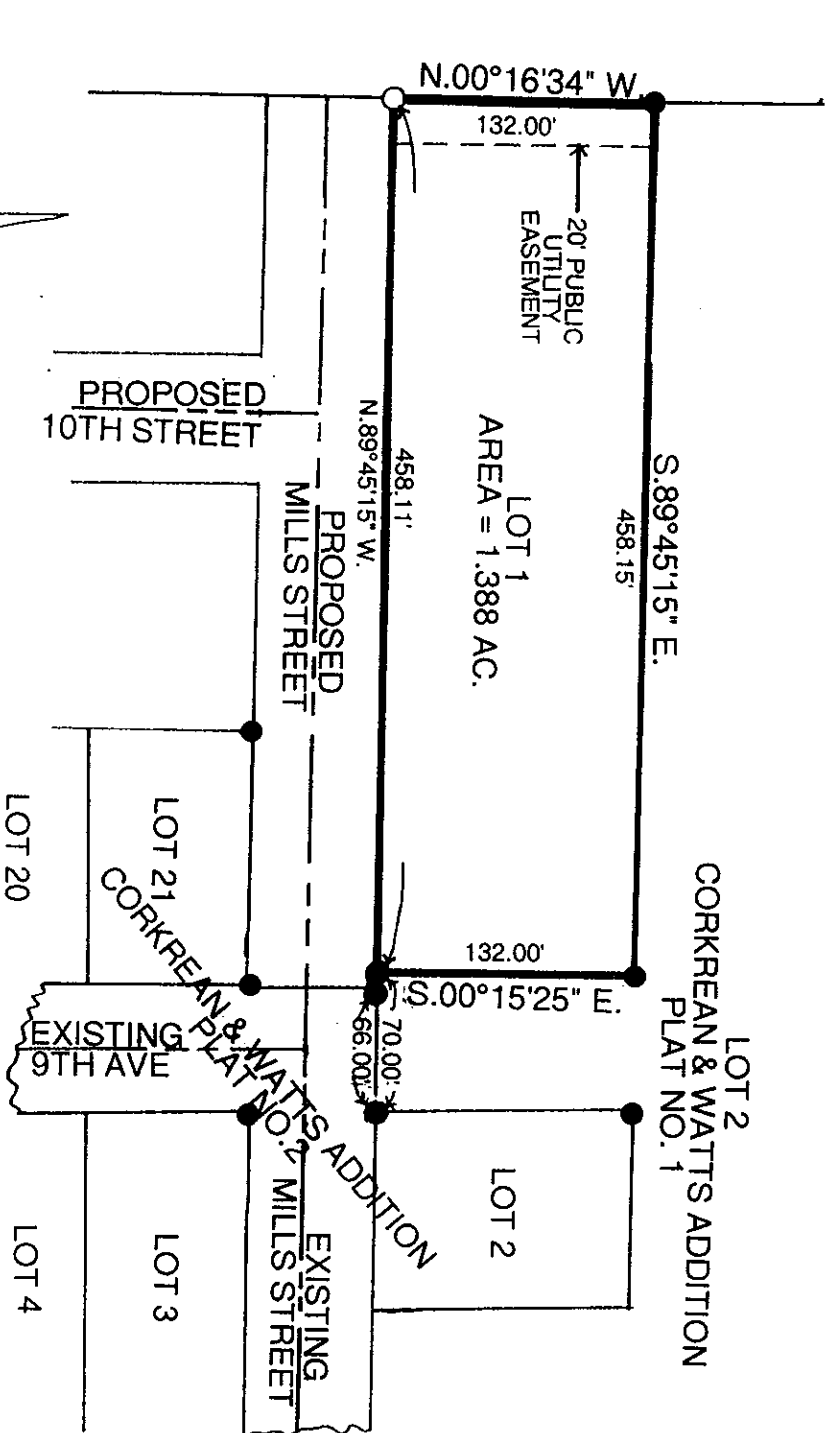 N.00°16'34" W.
132.00'
20' PUBLIC
UTILITY
EASEMENT
S.89°45'15" E.
458.15'
LOT 1
AREA = 1.388 AC.
458.11'
N.89°45'15" W.
PROPOSED
10TH STREET
PROPOSED
MILLS STREET
LOT 2
CORKREAN & WATTS ADDITION
PLAT NO. 1
132.00'
S.00°15'25" E.
70.00'
66.00'
LOT 20
LOT 21
CORKREAN & WATTS ADDITION
PLAT NO.2
EXISTING
9TH AVE
LOT 2
EXISTING
MILLS STREET
LOT 3
LOT 4